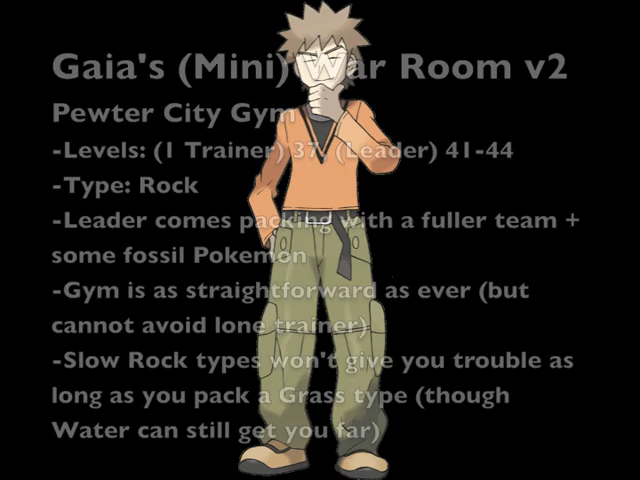 Gaia's (Mini) War Room v2
Pewter City Gym
-Levels: (1 Trainer) 37, (Leader) 41-44
-Type: Rock
-Leader comes packing with a fuller team +
some fossil Pokemon
-Gym is as straightforward as ever (but
cannot avoid lone trainer)
-Slow Rock types won't give you trouble as
long as you pack a Grass type (though
Water can still get you far)